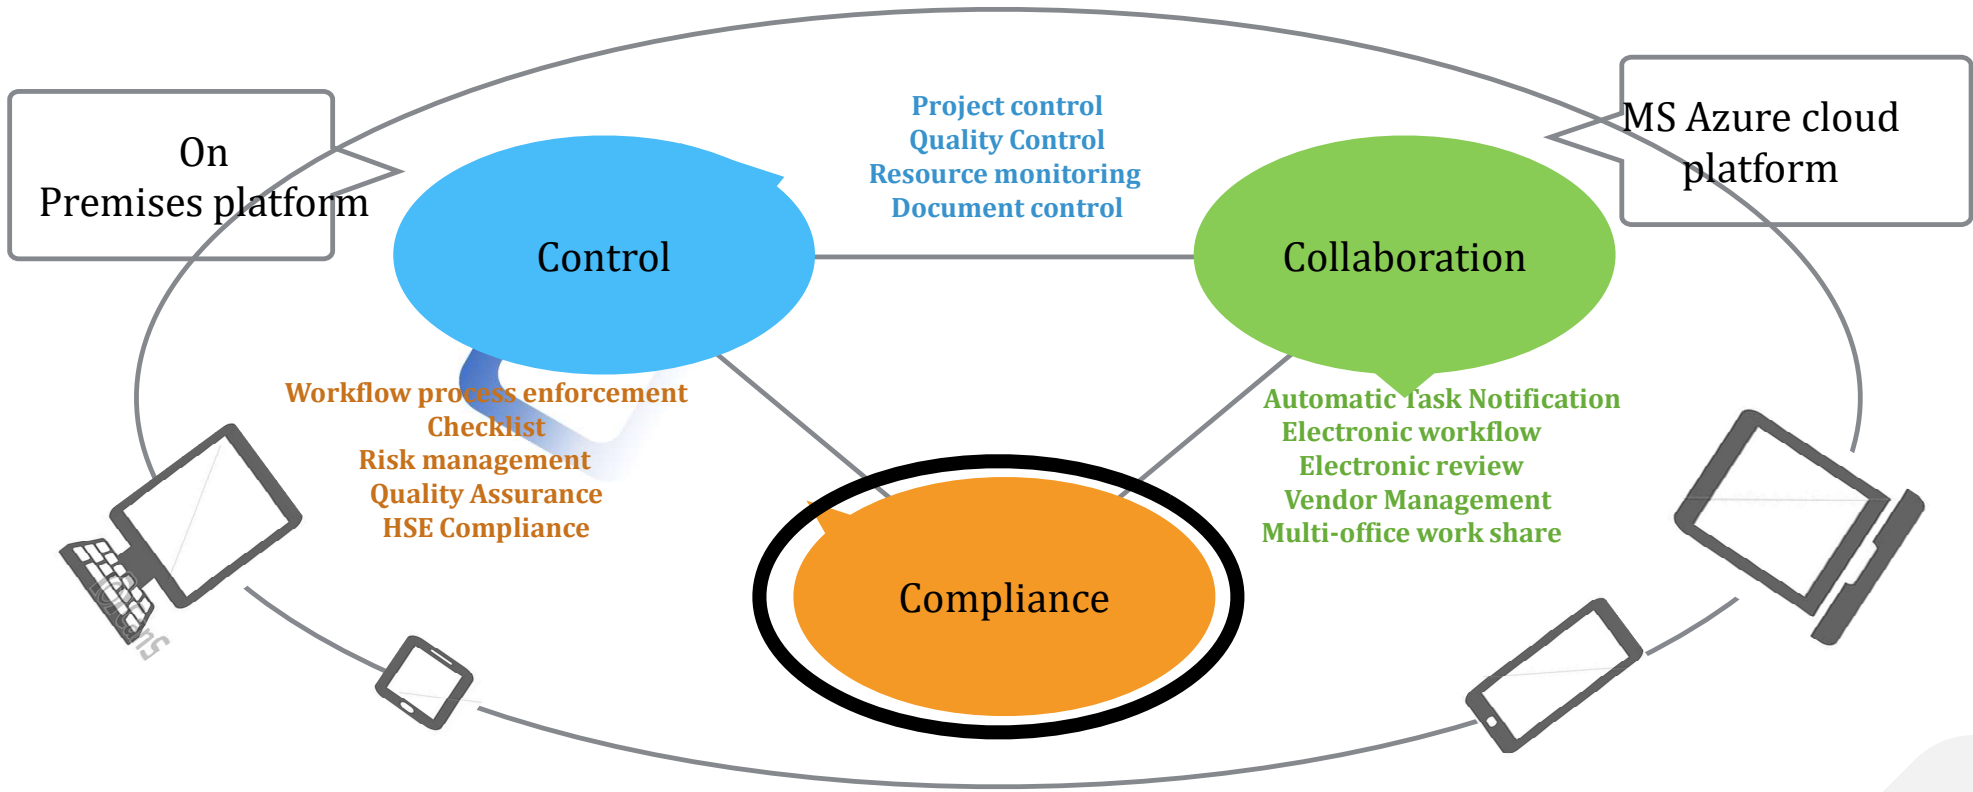 On
Premises platform
MS Azure cloud
platform
Project control
Quality Control
Resource monitoring
Document control
Control
Collaboration
Workflow process enforcement
Checklist
Risk management
Quality Assurance
HSE Compliance
Automatic Task Notification
Electronic workflow
Electronic review
Vendor Management
Multi-office work share
Compliance